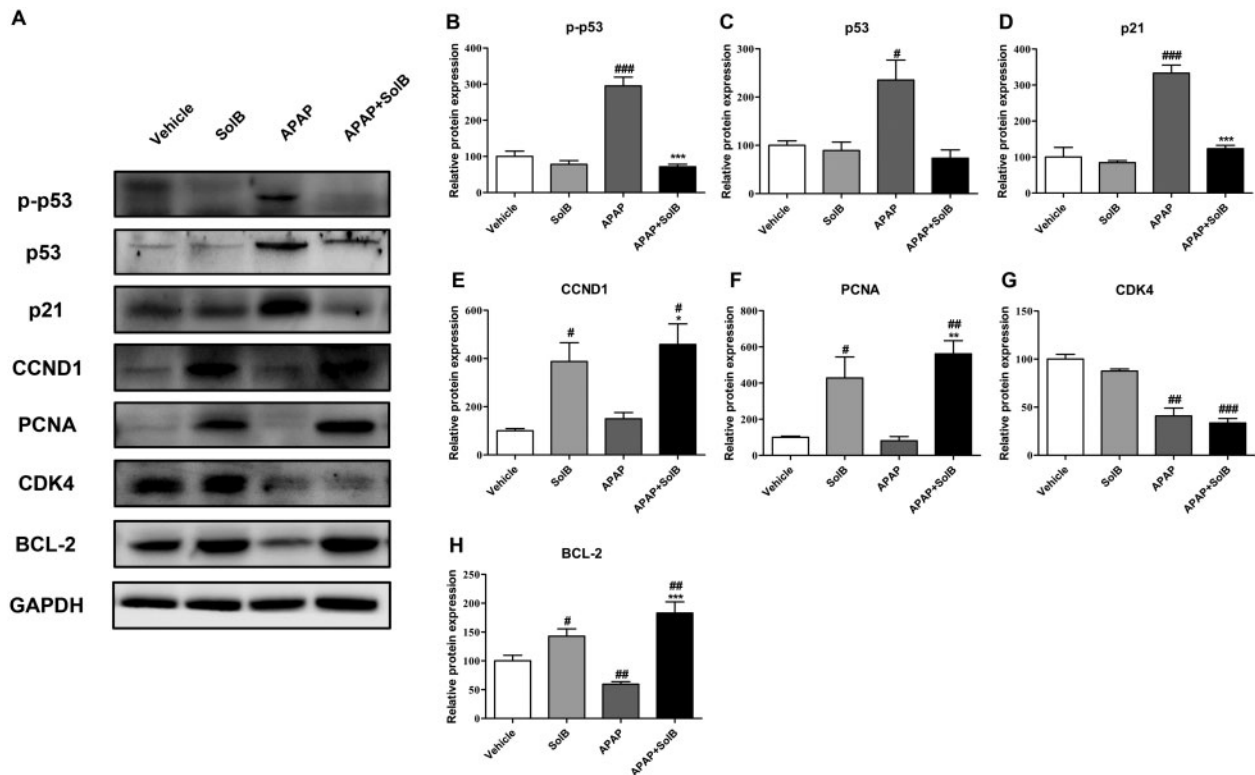 A
Vehicle
SolB
APAP
APAP+SolB
p-p53
p53
p21
CCND1
PCNA
CDK4
BCL-2
GAPDH
B
p-p53
Relative protein expression
400
300
200
100
0
###
***
Vehicle
SolB
APAP
APAP+SolB
C
p53
Relative protein expression
300
200
100
0
#
Vehicle
SolB
APAP
APAP+SolB
D
p21
Relative protein expression
400
300
200
100
0
###
***
Vehicle
SolB
APAP
APAP+SolB
E
CCND1
Relative protein expression
600
400
200
0
#
#
*
Vehicle
SolB
APAP
APAP+SolB
F
PCNA
Relative protein expression
800
600
400
200
0
#
##
**
Vehicle
SolB
APAP
APAP+SolB
G
CDK4
Relative protein expression
150
100
50
0
##
###
Vehicle
SolB
APAP
APAP+SolB
H
BCL-2
Relative protein expression
250
200
150
100
50
0
#
##
##
***
Vehicle
SolB
APAP
APAP+SolB